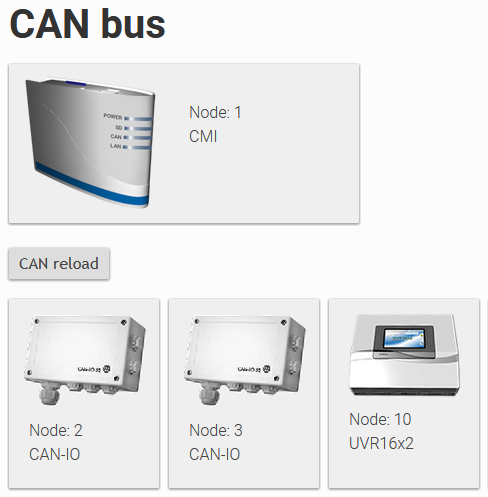 CAN bus
POWER
SD
CAN
LAN
Node: 1
CMI
CAN reload
Node: 2
CAN-IO
Node: 3
CAN-IO
Node: 10
UVR16x2